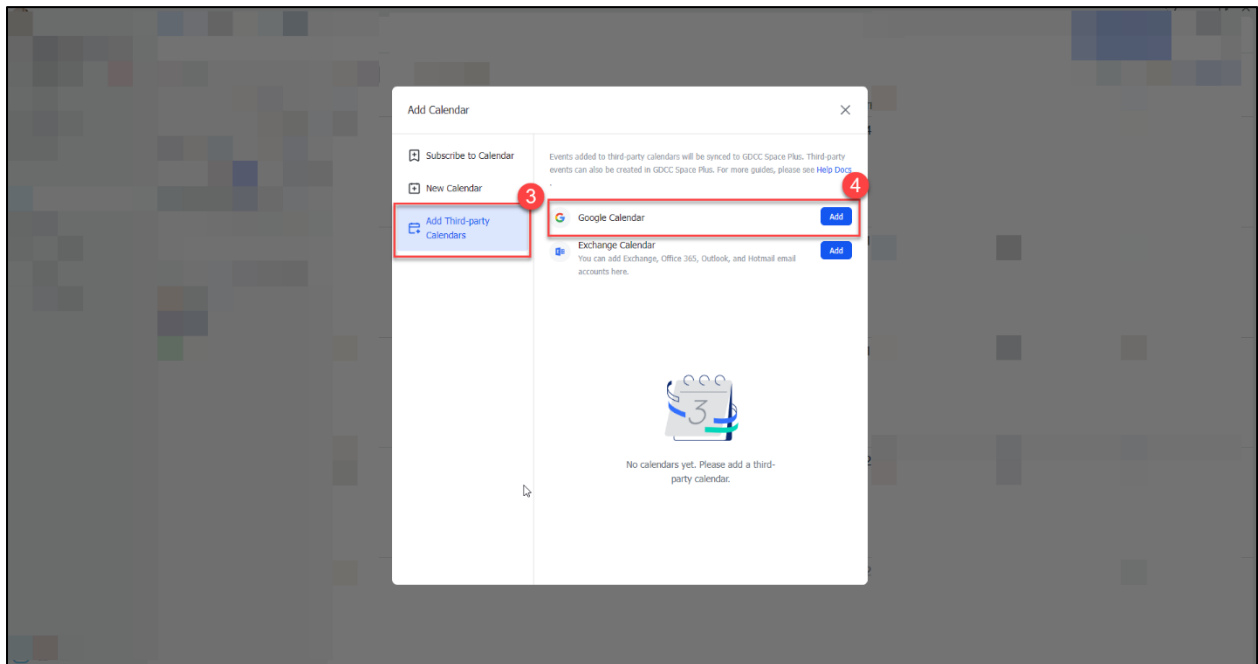 Add Calendar
Subscribe to Calendar
New Calendar
3
Add Third-party
Calendars
Events added to third-party calendars will be synced to GDCC Space Plus. Third-party
events can also be created in GDCC Space Plus. For more guides, please see Help Docs
.
4
Google Calendar
Add
Exchange Calendar
Add
You can add Exchange, Office 365, Outlook, and Hotmail email
accounts here.
3
No calendars yet. Please add a third-
party calendar.